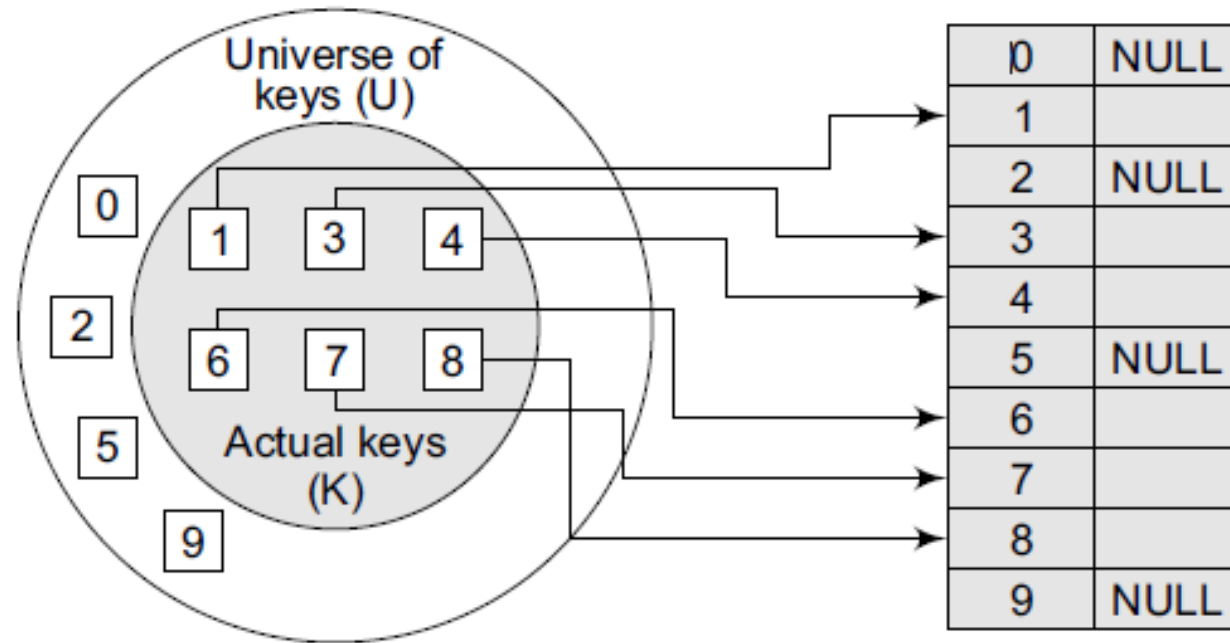 Universe of
keys (U)
0
1 3 4
2
6 7 8
5
Actual keys
(K)
9
0 NULL
1
2 NULL
3
4
5 NULL
6
7
8
9 NULL